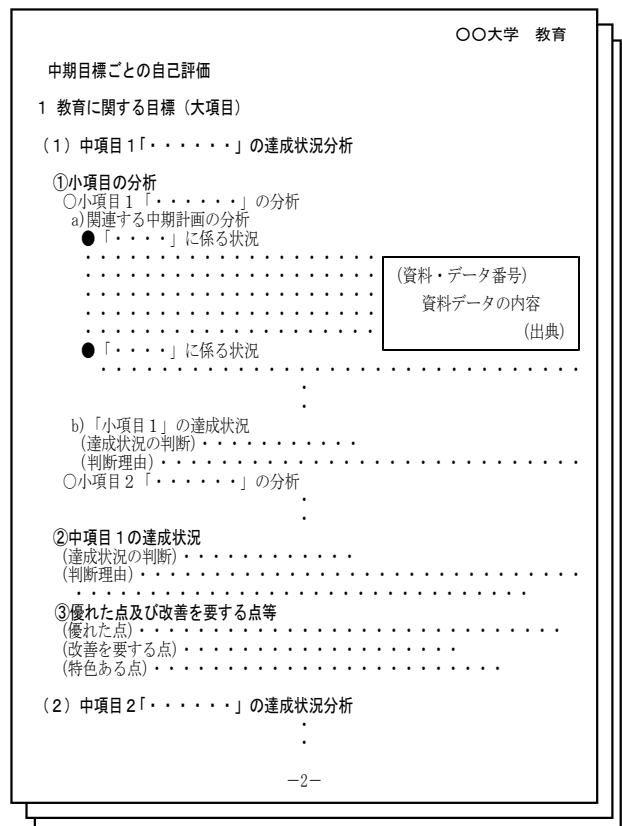 〇〇大学　教育
中期目標ごとの自己評価
1 教育に関する目標（大項目）
（1）中項目1「・・・・・・」の達成状況分析
①小項目の分析
〇小項目1「・・・・・・」の分析
a)関連する中期計画の分析
●「・・・・」に係る状況
・・・・・・・・・・・・・・・・・・・・
・・・・・・・・・・・・・・・・・・・・
・・・・・・・・・・・・・・・・・・・・
・・・・・・・・・・・・・・・・・・・・
・・・・・・・・・・・・・・・・・・・・
(資料・データ番号)
資料データの内容
(出典)
●「・・・・」に係る状況
・・・・・・・・・・・・・・・・・・・・・・・・・・・・・・・・
・
・
b)「小項目1」の達成状況
(達成状況の判断)・・・・・・・・・・・
(判断理由)・・・・・・・・・・・・・・・・・・・・・・・・・・・・
〇小項目2「・・・・・・」の分析
・
・
②中項目1の達成状況
(達成状況の判断)・・・・・・・・・・・・
(判断理由)・・・・・・・・・・・・・・・・・・・・・・・・・・・・・・
・・・・・・・・・・・・・・・・・・・・・・・・・・・・・・
③優れた点及び改善を要する点等
(優れた点)・・・・・・・・・・・・・・・・・・・・・・・・・・・・・
(改善を要する点)・・・・・・・・・・・・・・・・・・・
(特色ある点)・・・・・・・・・・・・・・・・・・・・・・・・
（2）中項目2「・・・・・・」の達成状況分析
・
・
－2－